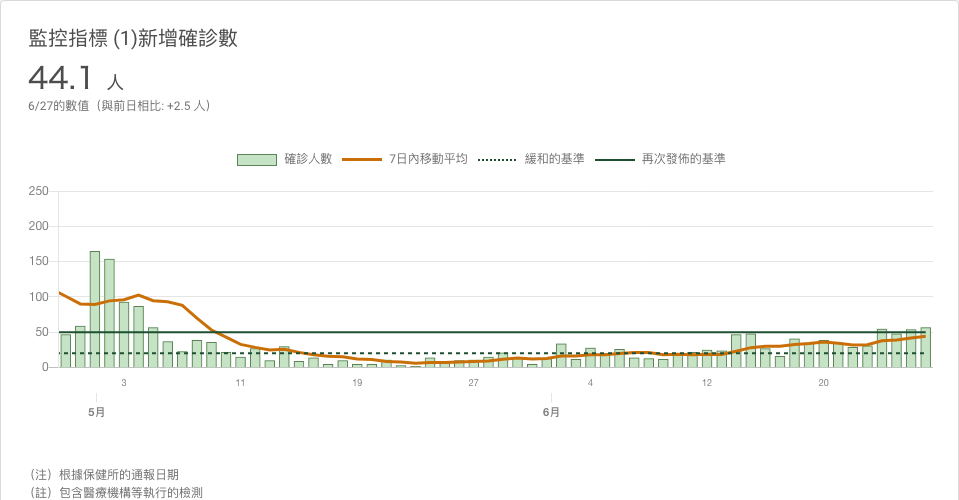 監控指標 (1)新增確診數
44.1 人
6/27的數值（與前日相比: +2.5 人）
確診人數 7日內移動平均 緩和的基準 再次發佈的基準
250
200
150
100
50
0
3 11 19 27 4 12 20
5月 6月
（注）根據保健所的通報日期
（註）包含醫療機構等執行的檢測